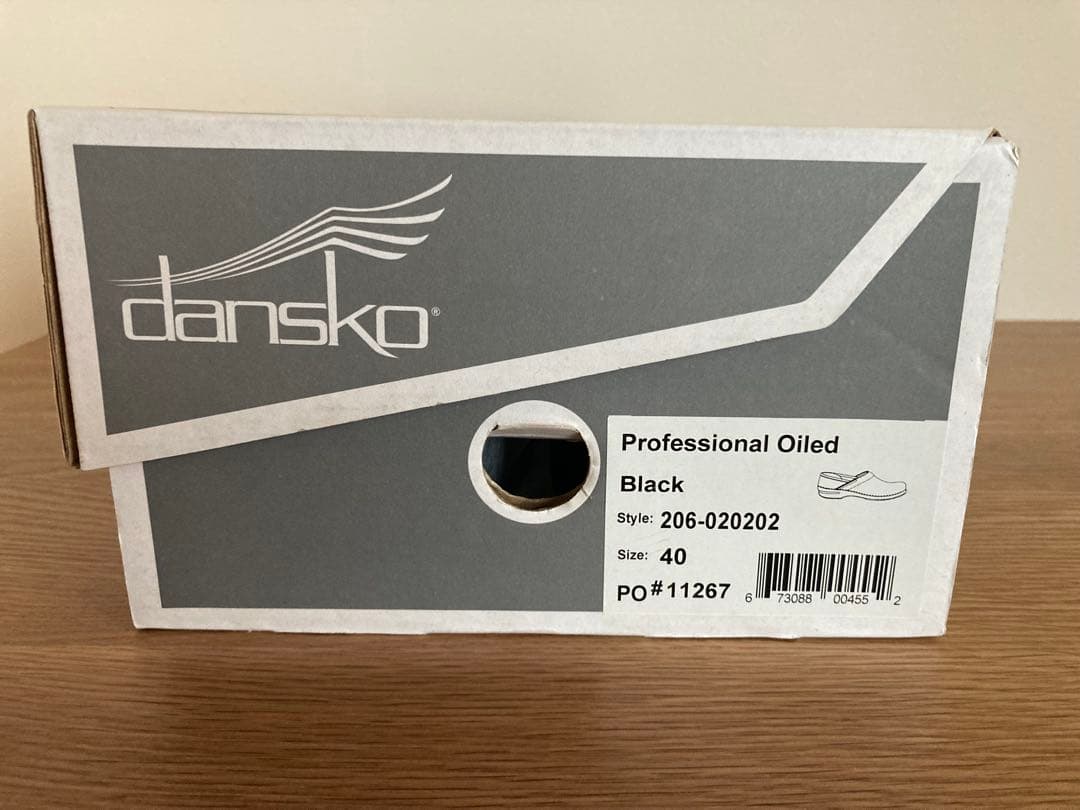 dansko®
Professional Oiled
Black
Style: 206-020202
Size: 40
PO#11267
6 73088 00455 2